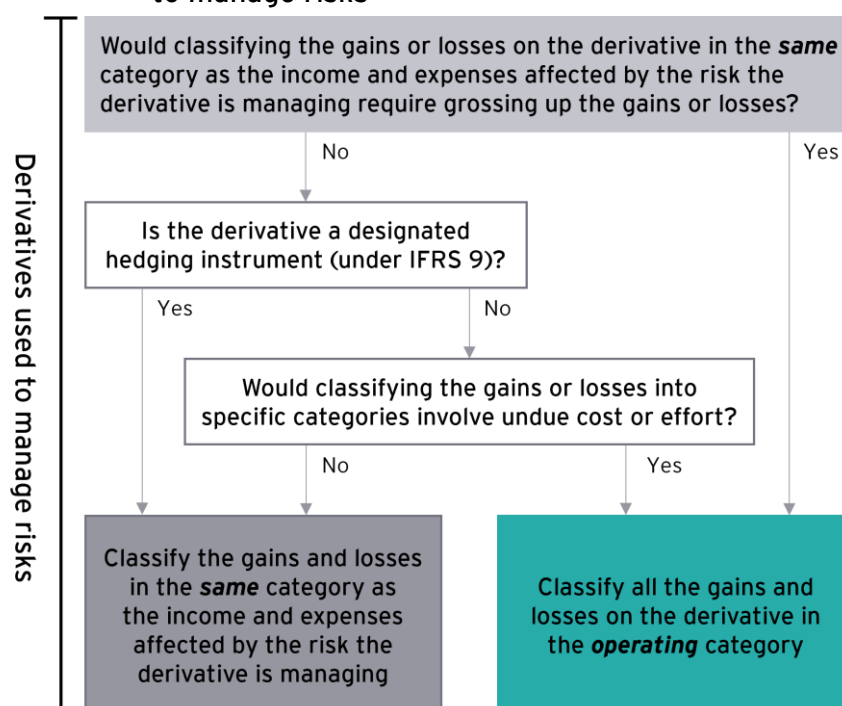 to manage risks
Would classifying the gains or losses on the derivative in the same
category as the income and expenses affected by the risk the
derivative is managing require grossing up the gains or losses?
No
Yes
Is the derivative a designated
hedging instrument (under IFRS 9)?
Yes
No
Would classifying the gains or losses into
specific categories involve undue cost or effort?
No
Yes
Classify the gains and losses
in the same category as
the income and expenses
affected by the risk the
derivative is managing
Classify all the gains and
losses on the derivative in
the operating category
Derivatives used to manage risks